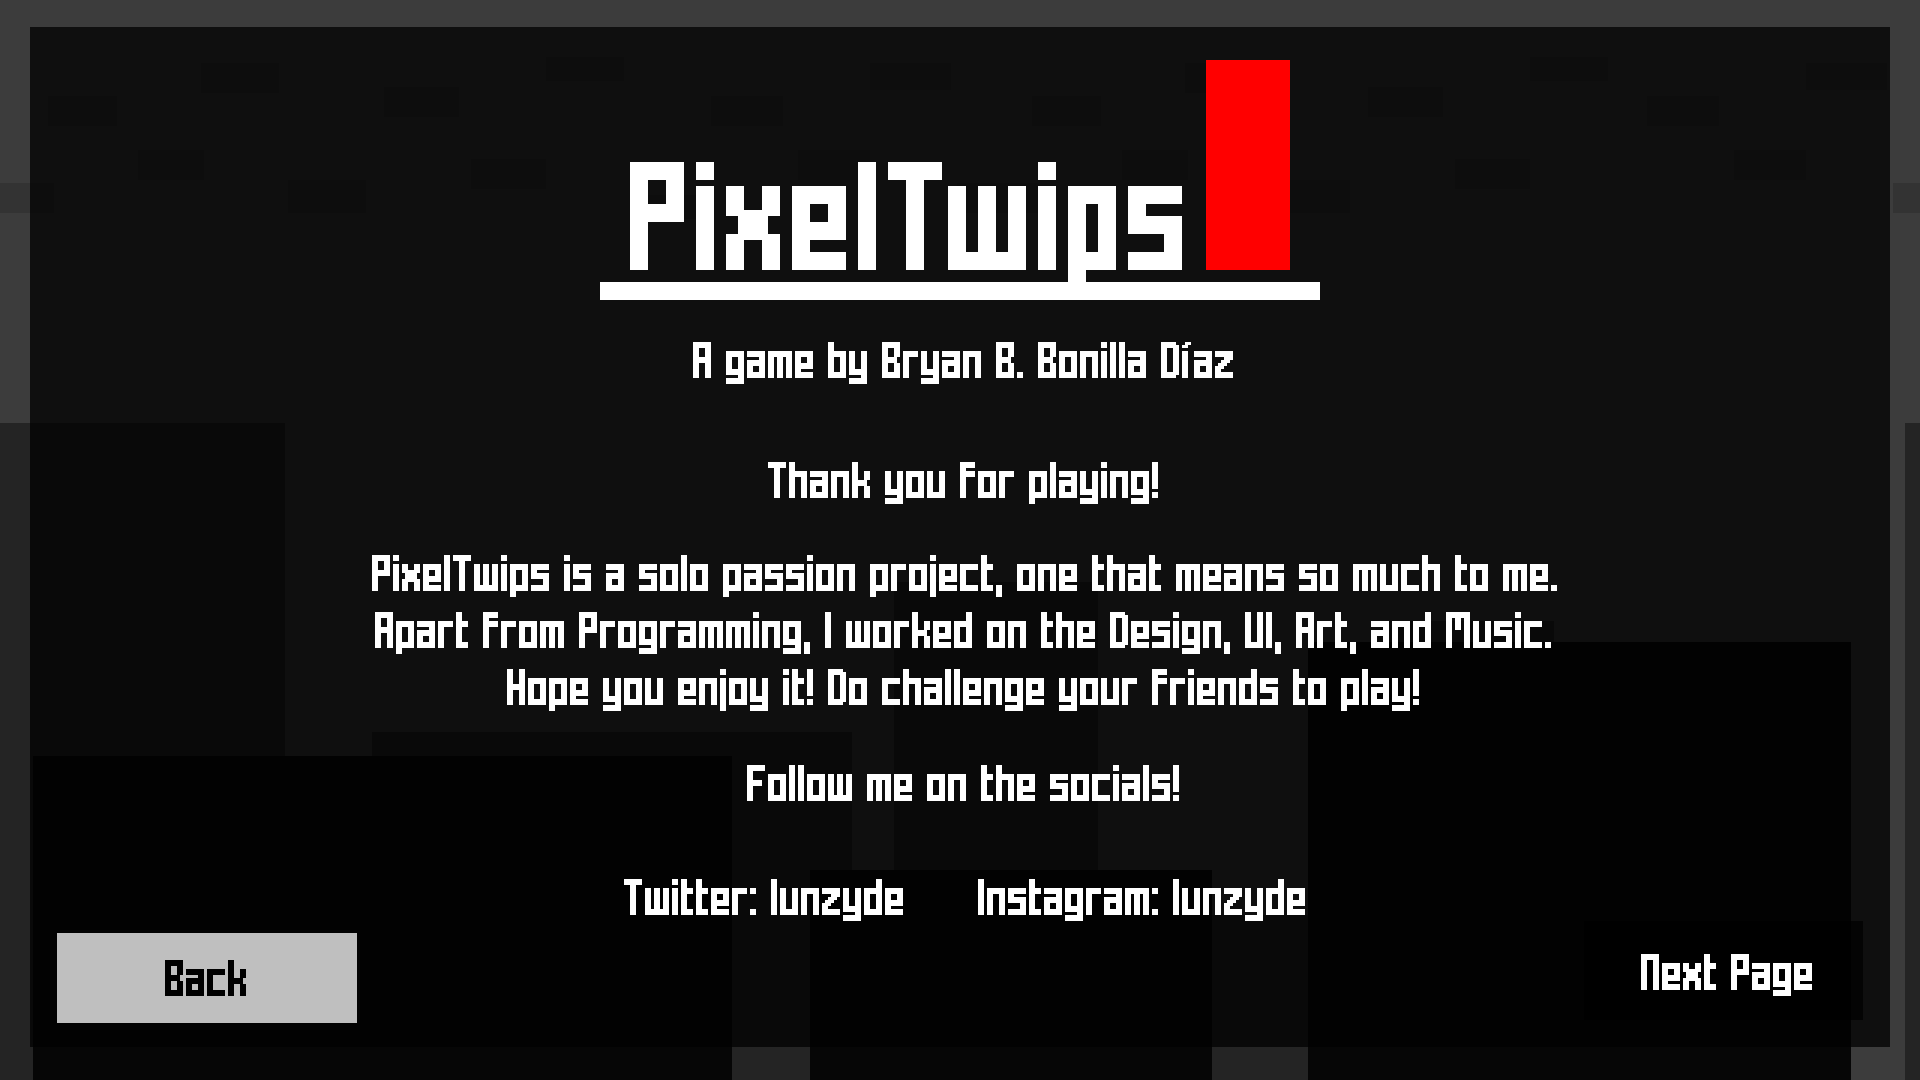 PixelTwips
A game by Bryan B. Bonilla Díaz
Thank you for playing!
PixelTwips is a solo passion project, one that means so much to me.
Apart from Programming, I worked on the Design, UI, Art, and Music.
Hope you enjoy it! Do challenge your friends to play!
Follow me on the socials!
Twitter: lunzyde Instagram: lunzyde
Back
Next Page